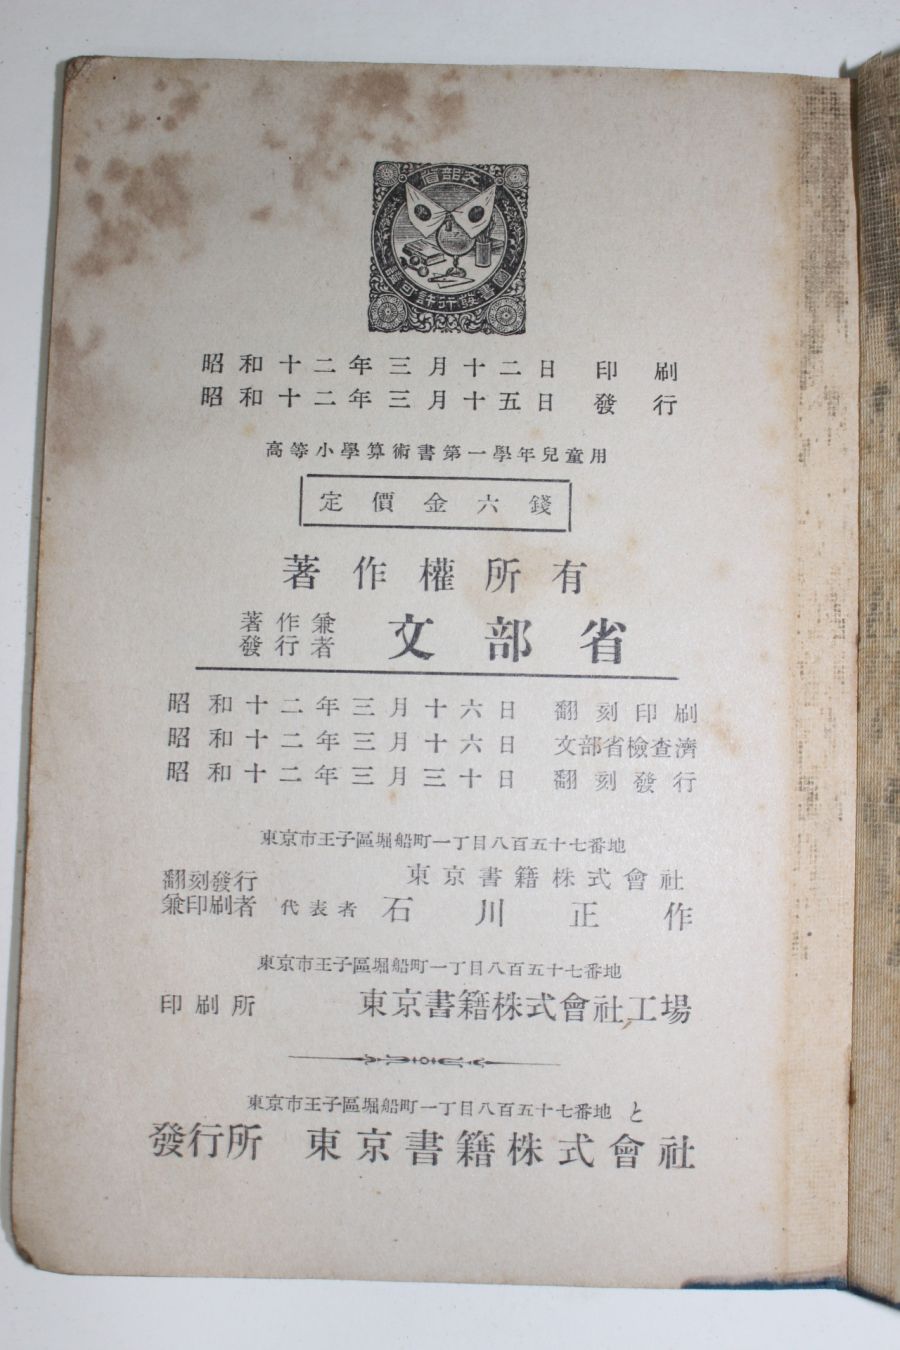 文部省
圖書發行許可證
昭和十二年三月十二日 印刷
昭和十二年三月十五日 發行
高等小學算術書第一學年兒童用
定價金六錢
著作權所有
著作兼
發行者 文部省
昭和十二年三月十六日 翻刻印刷
昭和十二年三月十六日 文部省檢查濟
昭和十二年三月三十日 翻刻發行
東京市王子區堀船町一丁目八百五十七番地
翻刻發行 東京書籍株式會社
兼印刷者 代表者 石川正作
東京市王子區堀船町一丁目八百五十七番地
印刷所 東京書籍株式會社工場
東京市王子區堀船町一丁目八百五十七番地 と
發行所 東京書籍株式會社